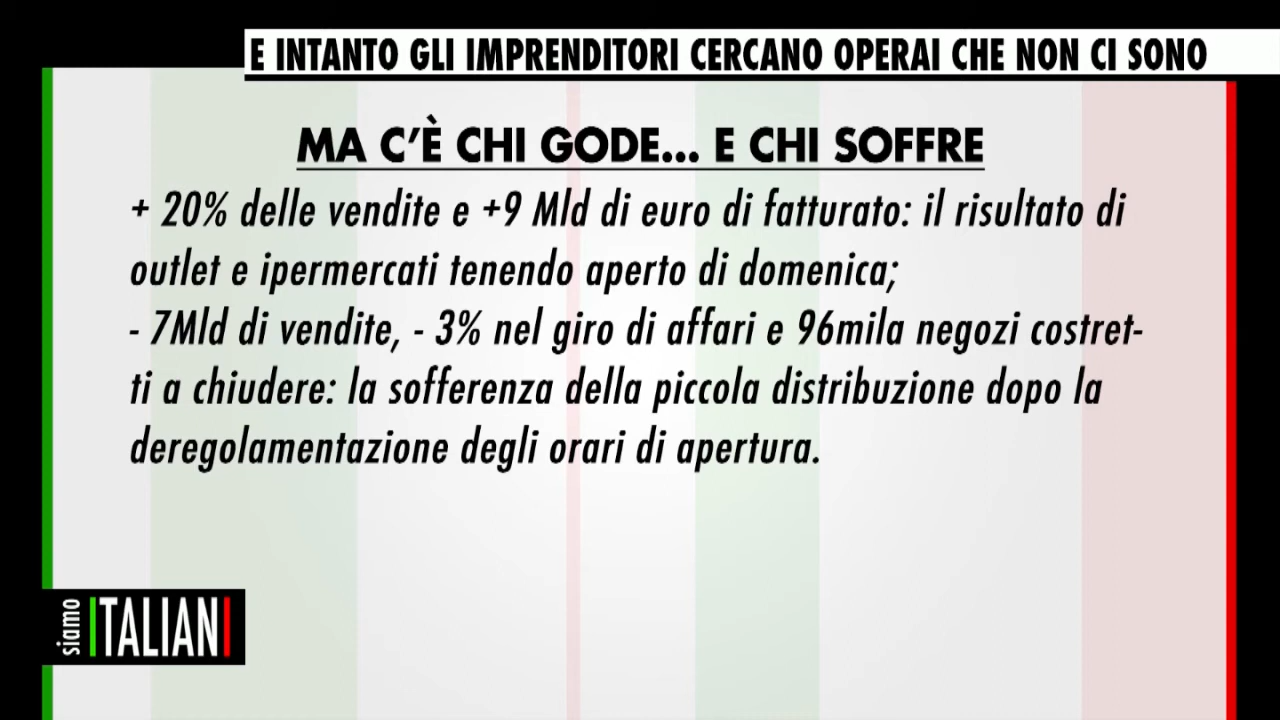 E INTANTO GLI IMPRENDITORI CERCANO OPERAI CHE NON CI SONO
MA C'È CHI GODE... E CHI SOFFRE
+ 20% delle vendite e +9 Mld di euro di fatturato: il risultato di
outlet e ipermercati tenendo aperto di domenica;
- 7Mld di vendite, - 3% nel giro di affari e 96mila negozi costret-
ti a chiudere: la sofferenza della piccola distribuzione dopo la
deregolamentazione degli orari di apertura.
siamo
ITALIANI